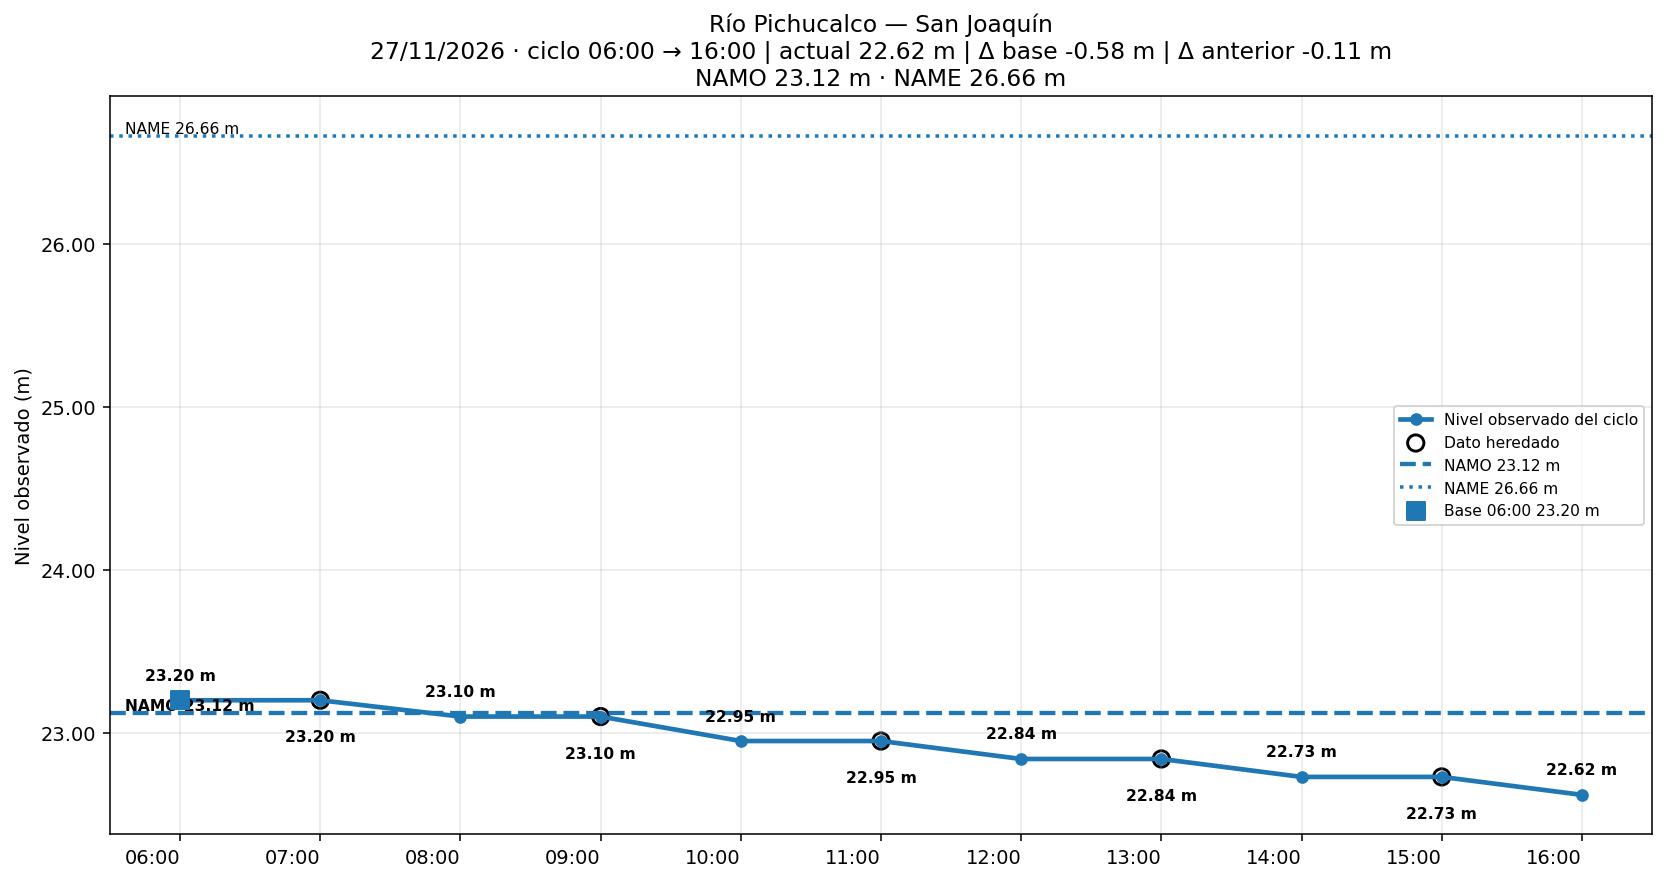 Río Pichucalco — San Joaquín
27/11/2026 · ciclo 06:00 → 16:00 | actual 22.62 m | Δ base -0.58 m | Δ anterior -0.11 m
NAMO 23.12 m · NAME 26.66 m
NAME 26.66 m
26.00
25.00
24.00
23.00
Nivel observado (m)
Nivel observado del ciclo
Dato heredado
NAMO 23.12 m
NAME 26.66 m
Base 06:00 23.20 m
23.20 m
NAMO 23.12 m
23.20 m
23.10 m
23.10 m
22.95 m
22.95 m
22.84 m
22.84 m
22.73 m
22.73 m
22.62 m
06:00 07:00 08:00 09:00 10:00 11:00 12:00 13:00 14:00 15:00 16:00